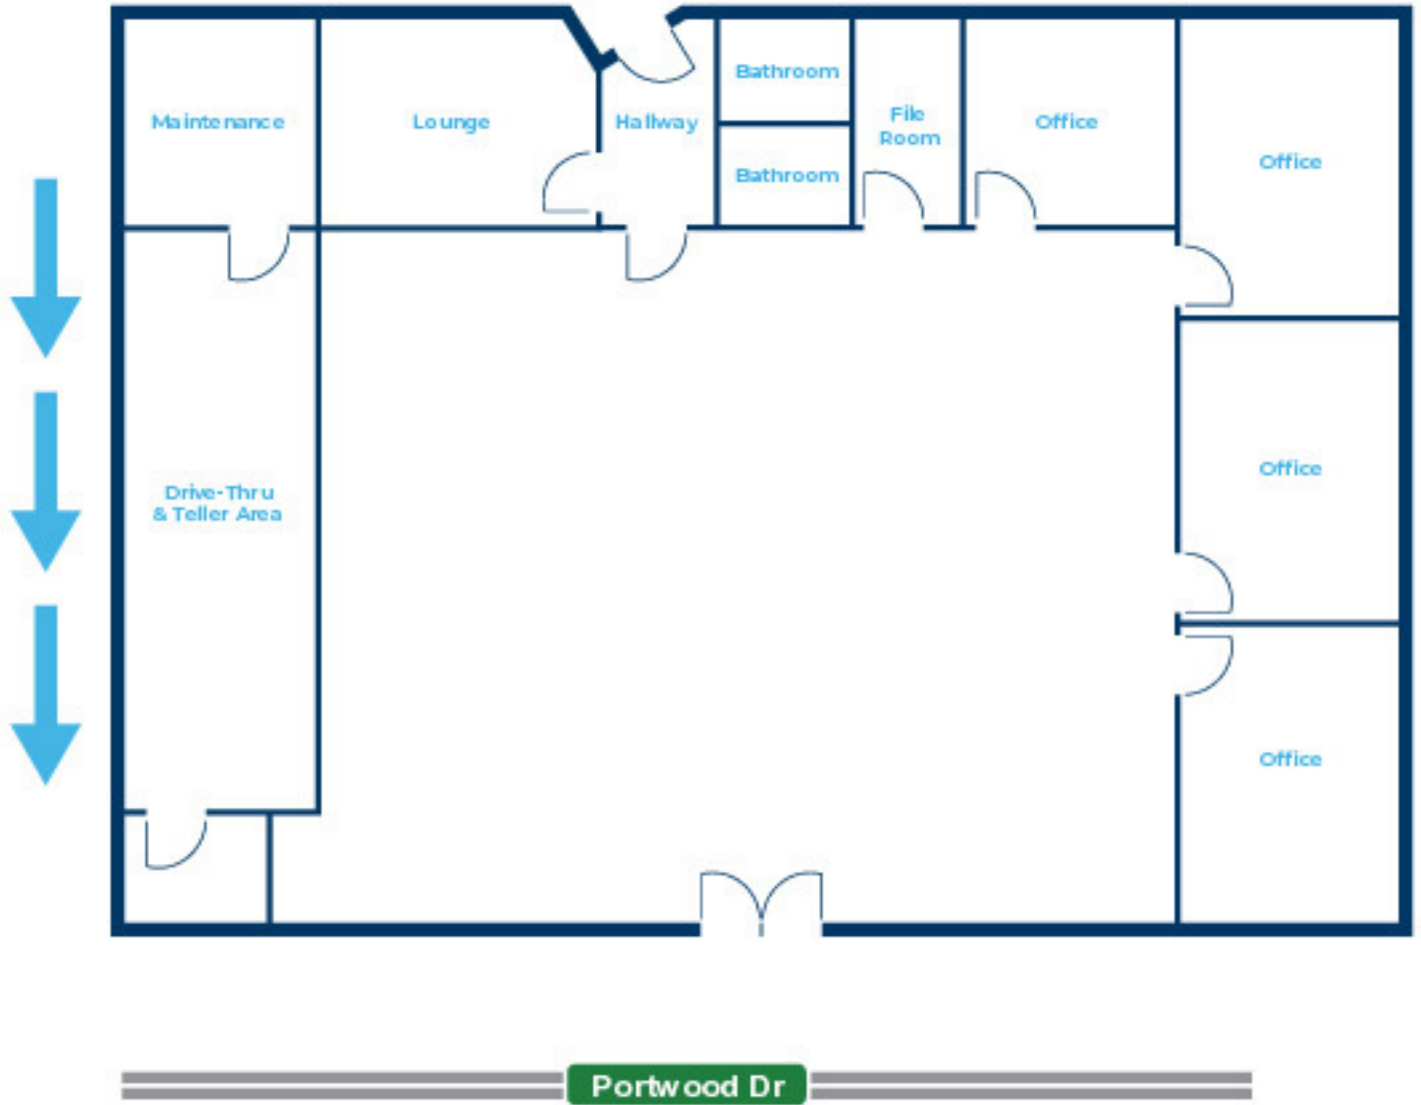 Maintenance
Lounge
Hallway
Bathroom
Bathroom
File
Room
Office
Office
Drive-Thru
& Teller Area
Office
Office
Portwood Dr